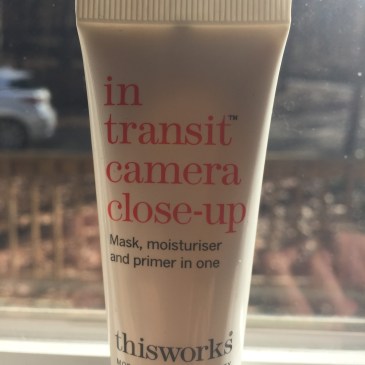 in
transit™
camera
close-up
Mask, moisturiser
and primer in one
thisworks®